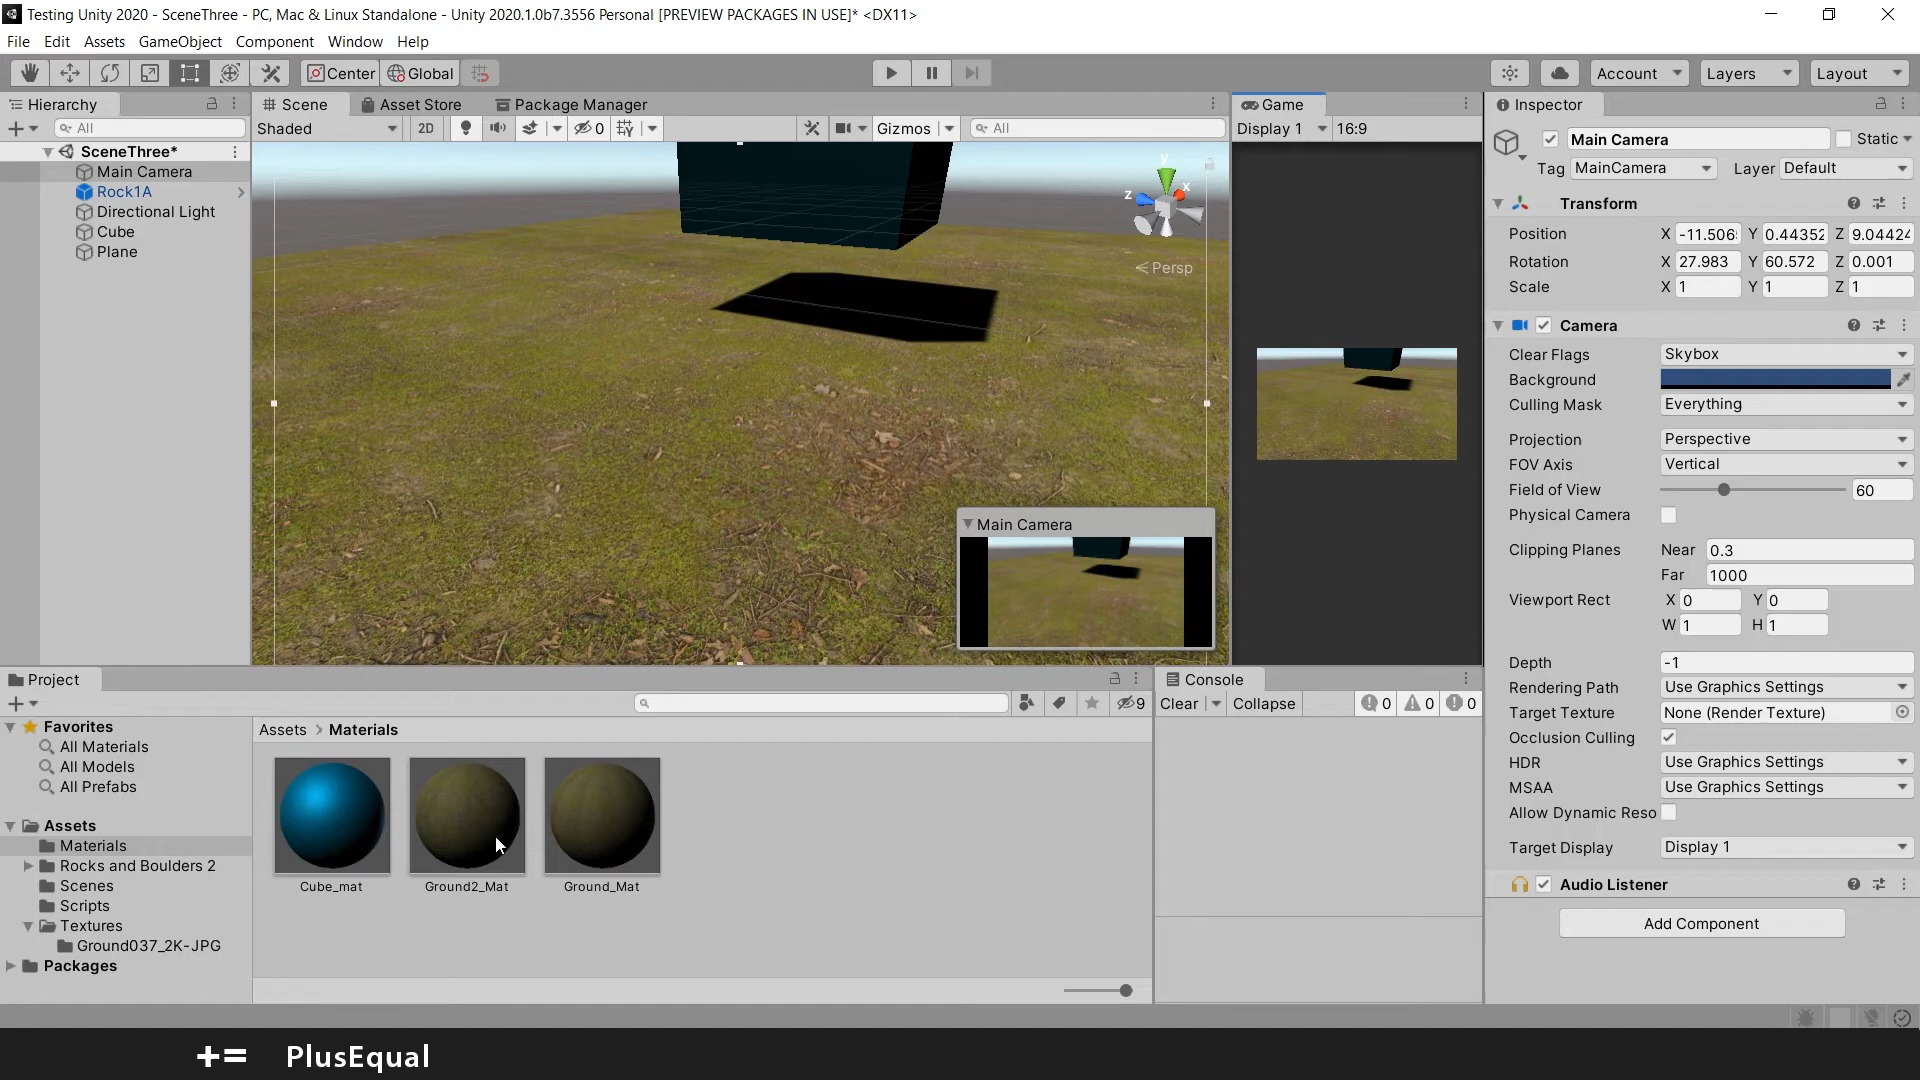 Testing Unity 2020 - SceneThree - PC, Mac & Linux Standalone - Unity 2020.1.0b7.3556 Personal [PREVIEW PACKAGES IN USE]* <DX11>
File Edit Assets GameObject Component Window Help
Center Global Account Layers Layout
Hierarchy
All
SceneThree*
Main Camera
Rock1A
Directional Light
Cube
Plane
Scene Asset Store Package Manager
Shaded 2D 0 Gizmos All
y
x
z
Persp
Main Camera
Game
Display 1 16:9
Inspector
Main Camera Static
Tag MainCamera Layer Default
Transform
Position X -11.506 Y 0.44352 Z 9.04424
Rotation X 27.983 Y 60.572 Z 0.001
Scale X 1 Y 1 Z 1
Camera
Clear Flags Skybox
Background
Culling Mask Everything
Projection Perspective
FOV Axis Vertical
Field of View 60
Physical Camera
Clipping Planes Near 0.3
Far 1000
Viewport Rect X 0 Y 0
W 1 H 1
Depth -1
Rendering Path Use Graphics Settings
Target Texture None (Render Texture)
Occlusion Culling
HDR Use Graphics Settings
MSAA Use Graphics Settings
Allow Dynamic Reso
Target Display Display 1
Audio Listener
Add Component
Project
9
Favorites
All Materials
All Models
All Prefabs
Assets
Materials
Rocks and Boulders 2
Scenes
Scripts
Textures
Ground037_2K-JPG
Packages
Assets > Materials
Cube_mat Ground2_Mat Ground_Mat
Console
Clear Collapse 0 0 0
+= PlusEqual